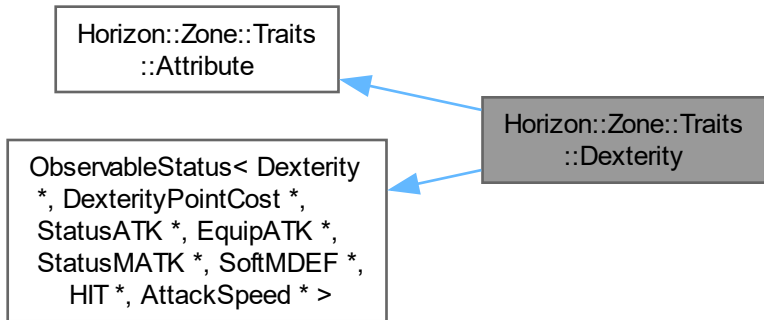 Horizon::Zone::Traits
::Attribute
Horizon::Zone::Traits
::Dexterity
ObservableStatus< Dexterity
*, DexterityPointCost *,
StatusATK *, EquipATK *,
StatusMATK *, SoftMDEF *,
HIT *, AttackSpeed * >